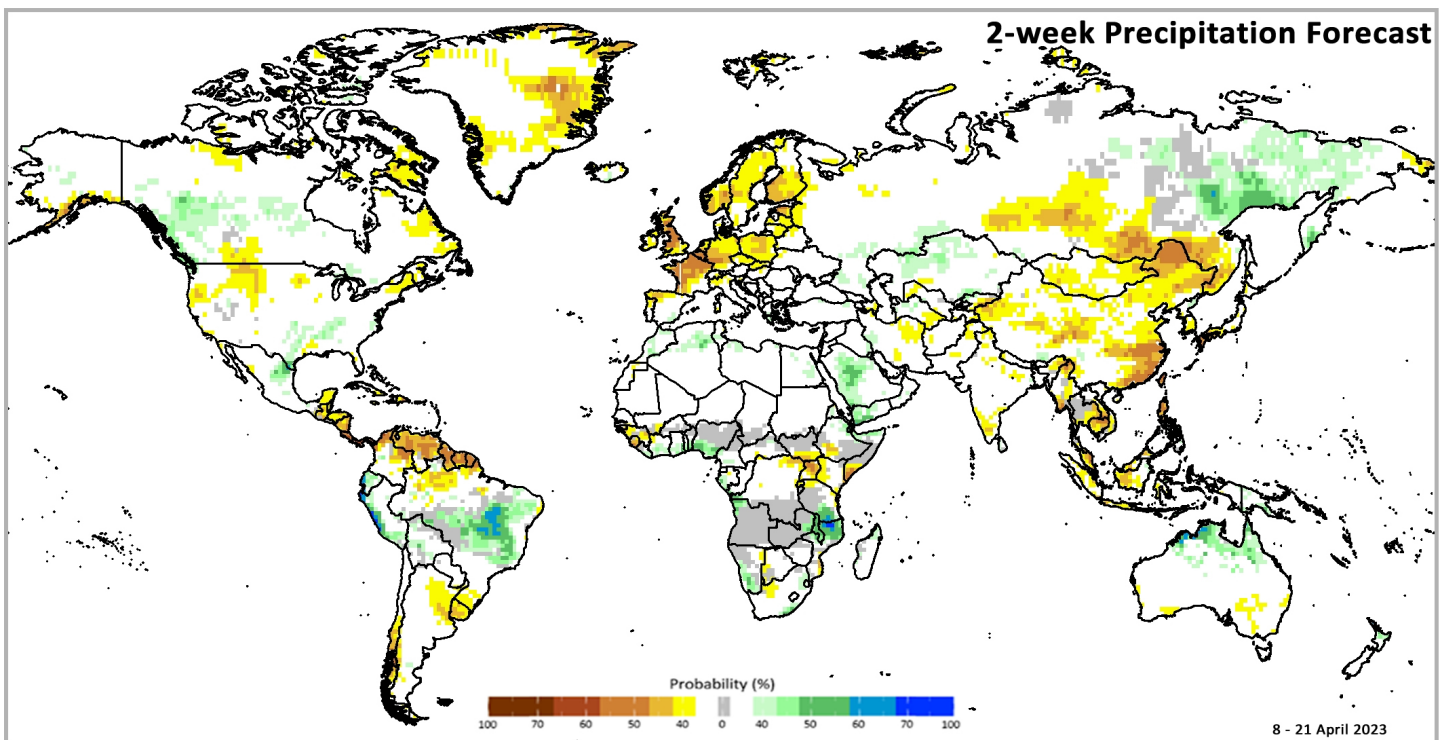 2-week Precipitation Forecast
Probability (%)
100 70 60 50 40 0 40 50 60 70 100
8 - 21 April 2023